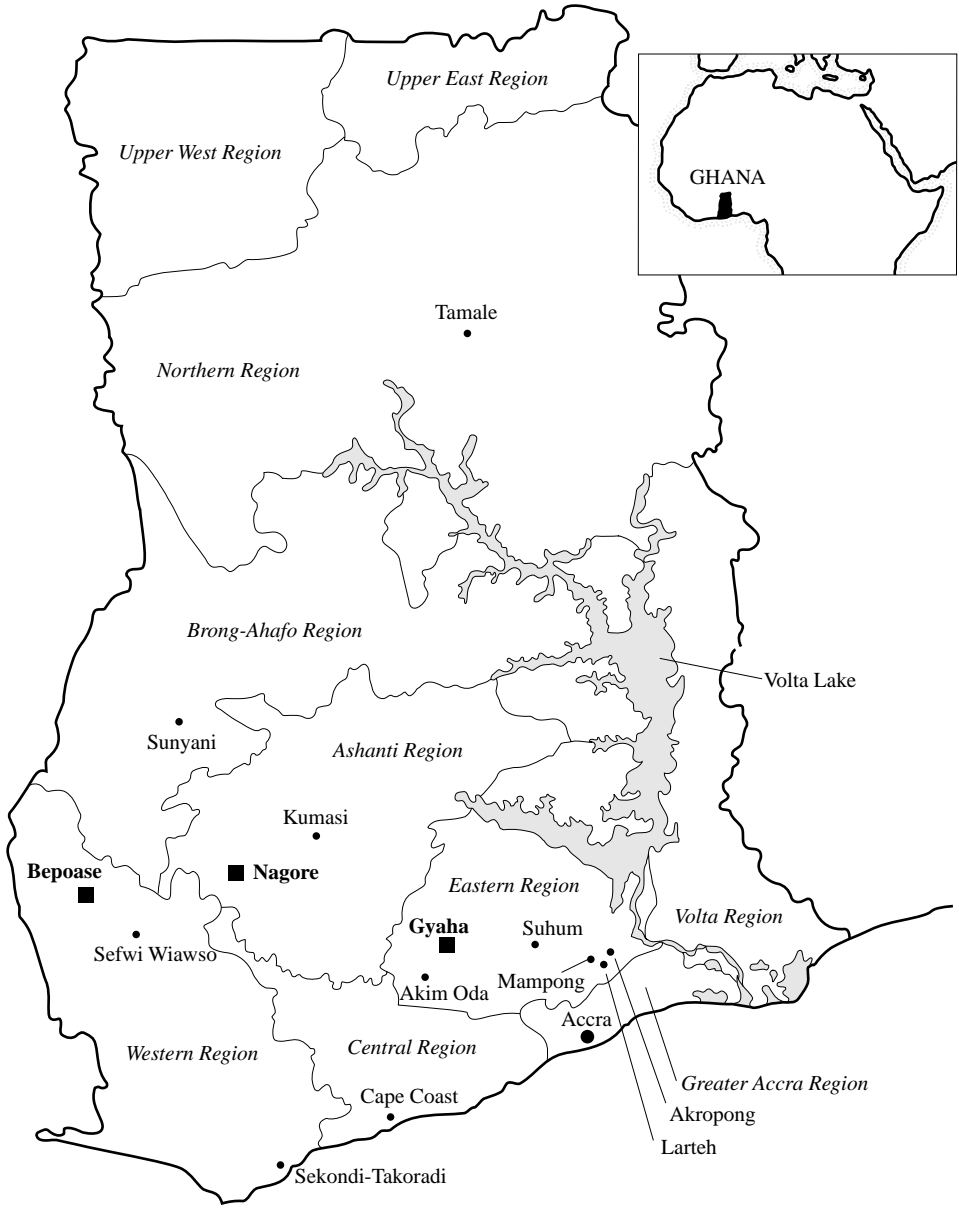 Upper East Region
Upper West Region
GHANA
Tamale
Northern Region
Brong-Ahafo Region
Volta Lake
Sunyani
Ashanti Region
Kumasi
Bepoase
Nagore
Eastern Region
Volta Region
Gyaha
Suhum
Sefwi Wiawso
Mampong
Akim Oda
Accra
Western Region
Central Region
Greater Accra Region
Cape Coast
Akropong
Larteh
Sekondi-Takoradi